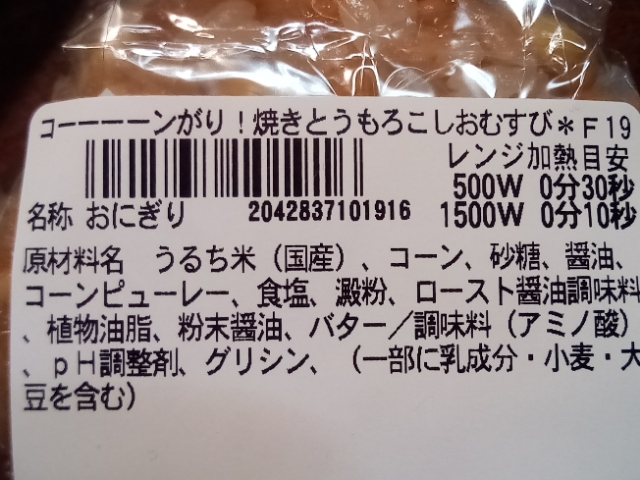 コーーーーンがり！焼きとうもろこしおむすび＊Ｆ19
レンジ加熱目安
500W 0分30秒
名称 おにぎり 2042837101916 1500W 0分10秒
原材料名 うるち米（国産）、コーン、砂糖、醤油、
コーンピューレー、食塩、澱粉、ロースト醤油調味料
、植物油脂、粉末醤油、バター／調味料（アミノ酸）
、ｐH調整剤、グリシン、（一部に乳成分・小麦・大
豆を含む）